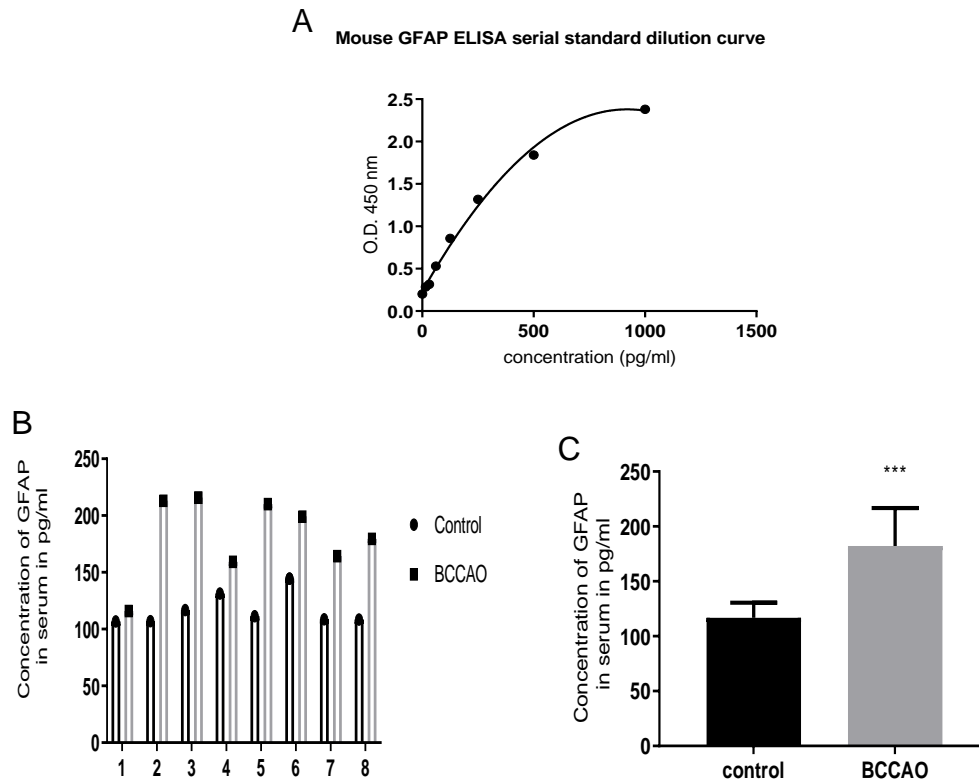 A
Mouse GFAP ELISA serial standard dilution curve
2.5
2.0
1.5
1.0
0.5
0.0
O.D. 450 nm
0 500 1000 1500
concentration (pg/ml)
B
Concentration of GFAP
in serum in pg/ml
250
200
150
100
50
0
1 2 3 4 5 6 7 8
Control
BCCAO
C
Concentration of GFAP
in serum in pg/ml
250
200
150
100
50
0
***
control BCCAO